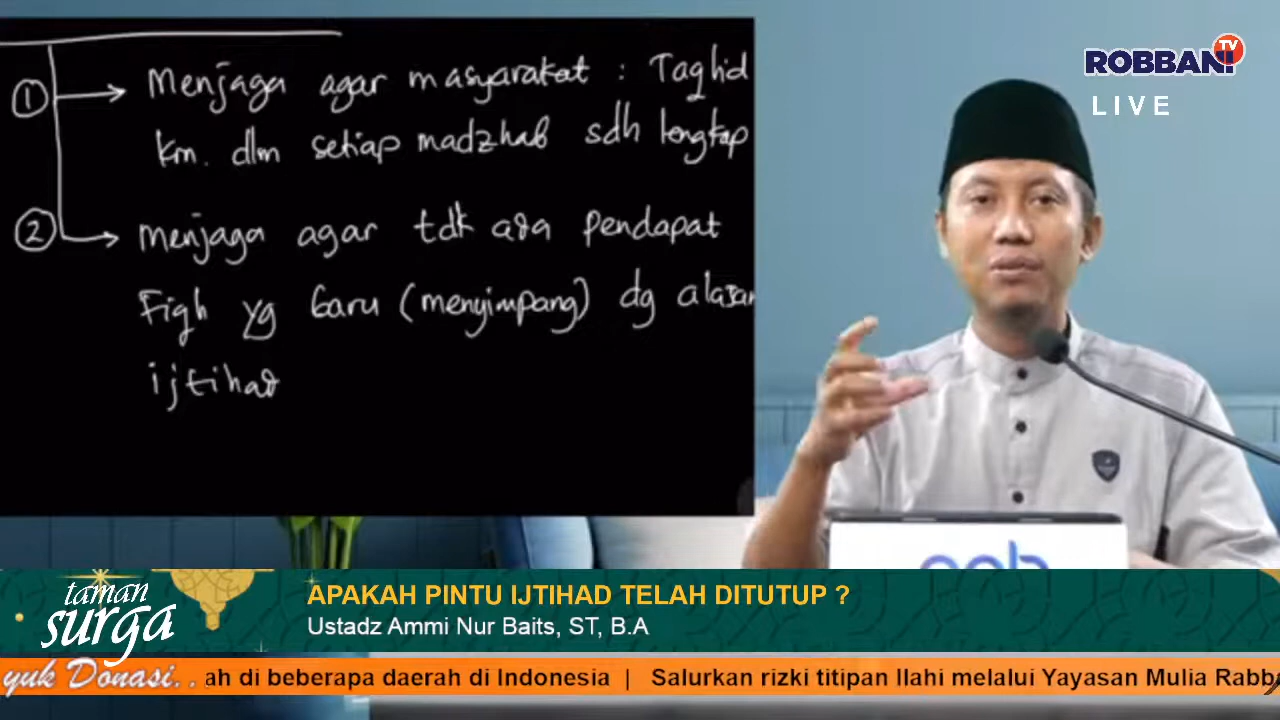 ① → Menjaga agar masyarakat : Taqlid
km. dlm setiap madzhab sdh lengkap
② → Menjaga agar tdk ada pendapat
Fiqh yg baru (menyimpang) dg alasan
ijtihad
ROBBANI TV
LIVE
taman
surga
APAKAH PINTU IJTIHAD TELAH DITUTUP ?
Ustadz Ammi Nur Baits, ST, B.A
yuk Donasi. . ah di beberapa daerah di Indonesia | Salurkan rizki titipan Ilahi melalui Yayasan Mulia Rabb